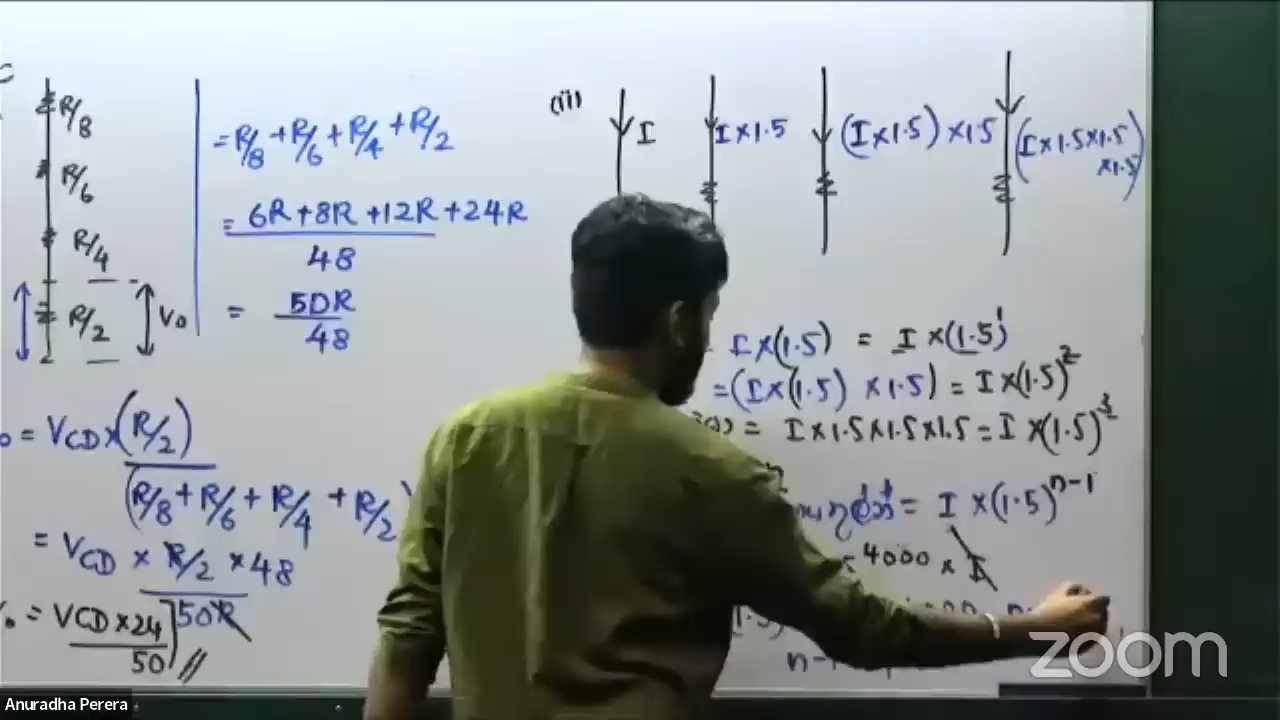 R/8
R/6
R/4
R/2
V₀
= R/8 + R/6 + R/4 + R/2
= 6R + 8R + 12R + 24R
48
= 50R
48
= VCD × (R/2)
(R/8 + R/6 + R/4 + R/2
= VCD × R/2 × 48
50R
= VCD × 24
50 //
(ii)
I
I × 1.5
(I × 1.5) × 1.5
(I × 1.5 × 1.5
× 1.5)
I × (1.5) = I × (1.5)¹
= (I × (1.5) × 1.5) = I × (1.5)²
= I × 1.5 × 1.5 × 1.5 = I × (1.5)³
= I × (1.5)ⁿ⁻¹
4000 × I
Anuradha Perera
zoom